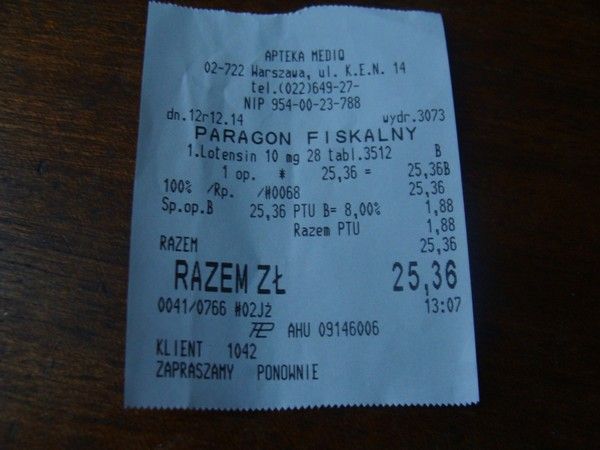 APTEKA MEDIQ
02-722 Warszawa, ul. K.E.N. 14
tel.(022)649-27-
NIP 954-00-23-788
dn.12r12.14 wydr.3073
PARAGON FISKALNY
1.Lotensin 10 mg 28 tabl.3512 B
1 op. * 25,36 = 25,36B
100% /Rp. /#0068 25,36
Sp.op.B 25,36 PTU B= 8,00% 1,88
Razem PTU 1,88
RAZEM 25,36
RAZEM ZŁ 25,36
0041/0766 #02Jż 13:07
AHU 09146006
KLIENT 1042
ZAPRASZAMY PONOWNIE